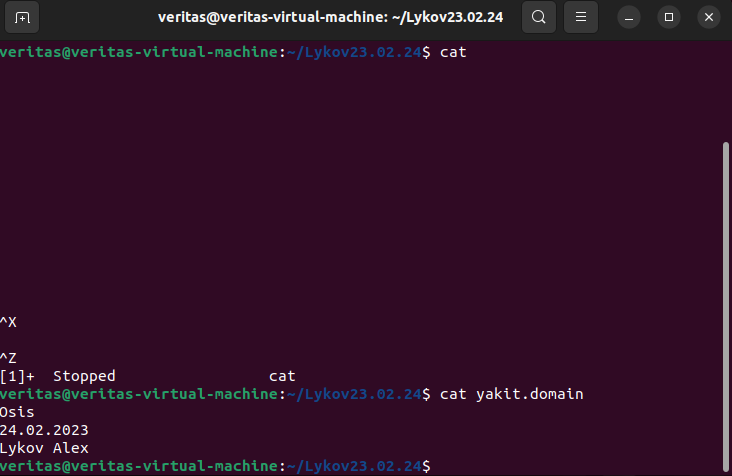 veritas@veritas-virtual-machine: ~/Lykov23.02.24
veritas@veritas-virtual-machine:~/Lykov23.02.24$ cat
^X
^Z
[1]+  Stopped                 cat
veritas@veritas-virtual-machine:~/Lykov23.02.24$ cat yakit.domain
Osis
24.02.2023
Lykov Alex
veritas@veritas-virtual-machine:~/Lykov23.02.24$